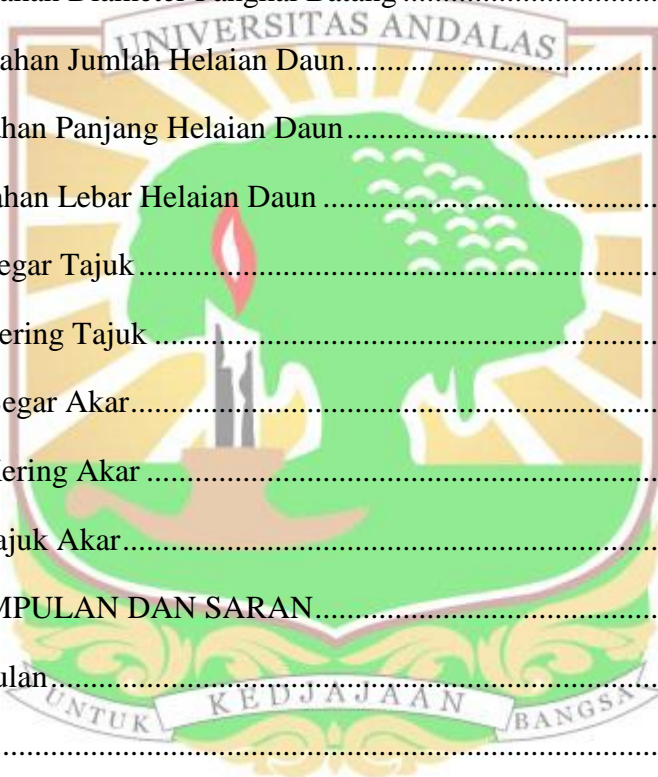 ahan Diameter Pangkal Batang ................................
UNIVERSITAS ANDALAS
ahan Jumlah Helaian Daun.......................................
ahan Panjang Helaian Daun.......................................
ahan Lebar Helaian Daun ..........................................
egar Tajuk..................................................................
ering Tajuk ................................................................
egar Akar...................................................................
ering Akar .................................................................
ajuk Akar....................................................................
MPULAN DAN SARAN...........................................
ulan............................................................................
UNTUK KEDJAJAAN BANGSA
..................................................................................